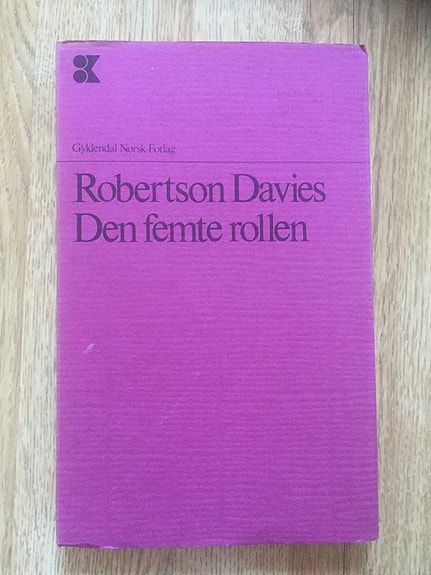 Gyldendal Norsk Forlag
Robertson Davies
Den femte rollen